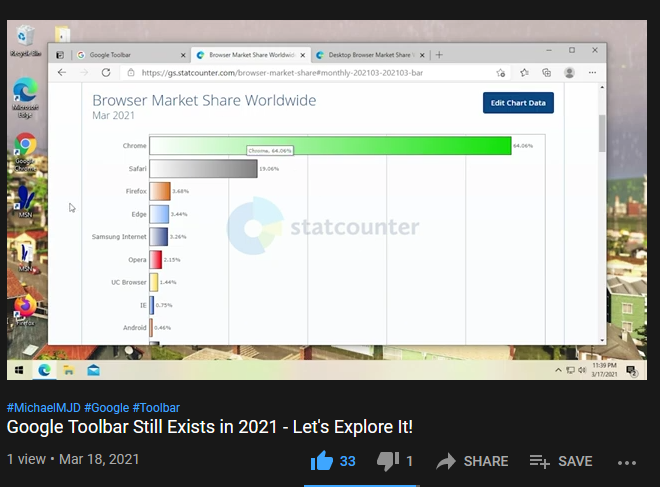 Recycle Bin
Microsoft Edge
Google Chrome
MSN
MSN
Firefox
Google Toolbar
Browser Market Share Worldwide
Desktop Browser Market Share
https://gs.statcounter.com/browser-market-share#monthly-202103-202103-bar
Browser Market Share Worldwide
Mar 2021
Edit Chart Data
Chrome 64.06%
Chrome, 64.06%
Safari 19.06%
Firefox 3.68%
Edge 3.44%
Samsung Internet 3.26%
Opera 2.15%
UC Browser 1.44%
IE 0.75%
Android 0.46%
statcounter
11:39 PM
3/17/2021
#MichaelMJD #Google #Toolbar
Google Toolbar Still Exists in 2021 - Let's Explore It!
1 view • Mar 18, 2021
33 1 SHARE SAVE